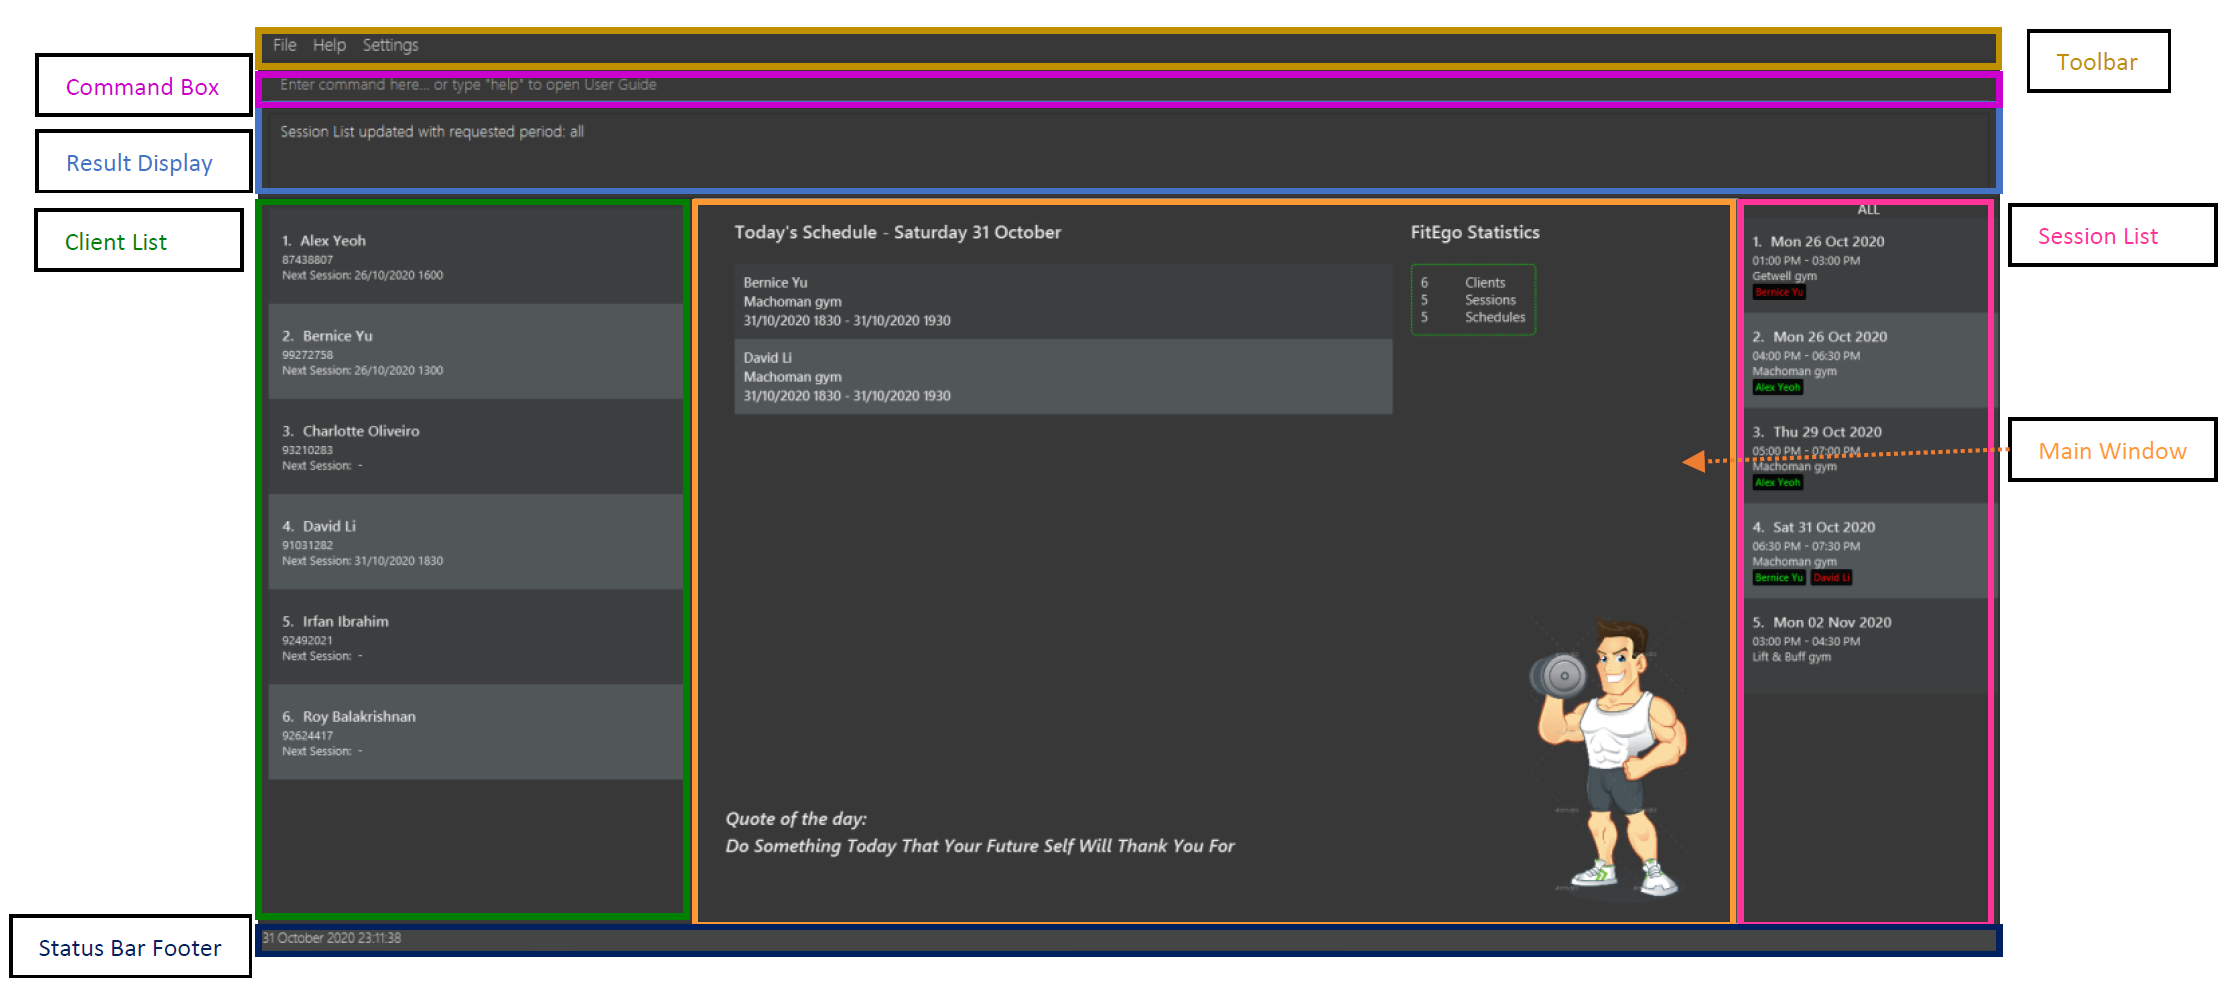 File Help Settings
Toolbar
Command Box
Enter command here... or type "help" to open User Guide
Result Display
Session List updated with requested period: all
Client List
1. Alex Yeoh
87438807
Next Session: 26/10/2020 1600
2. Bernice Yu
99272758
Next Session: 26/10/2020 1300
3. Charlotte Oliveiro
93210283
Next Session: -
4. David Li
91031282
Next Session: 31/10/2020 1830
5. Irfan Ibrahim
92492021
Next Session: -
6. Roy Balakrishnan
92624417
Next Session: -
Today's Schedule - Saturday 31 October
Bernice Yu
Machoman gym
31/10/2020 1830 - 31/10/2020 1930
David Li
Machoman gym
31/10/2020 1830 - 31/10/2020 1930
FitEgo Statistics
6 Clients
5 Sessions
5 Schedules
Quote of the day:
Do Something Today That Your Future Self Will Thank You For
ALL
1. Mon 26 Oct 2020
01:00 PM - 03:00 PM
Getwell gym
Bernice Yu
2. Mon 26 Oct 2020
04:00 PM - 06:30 PM
Machoman gym
Alex Yeoh
3. Thu 29 Oct 2020
05:00 PM - 07:00 PM
Machoman gym
Alex Yeoh
4. Sat 31 Oct 2020
06:30 PM - 07:30 PM
Machoman gym
Bernice Yu David Li
5. Mon 02 Nov 2020
03:00 PM - 04:30 PM
Lift & Buff gym
Session List
Main Window
Status Bar Footer
31 October 2020 23:11:38